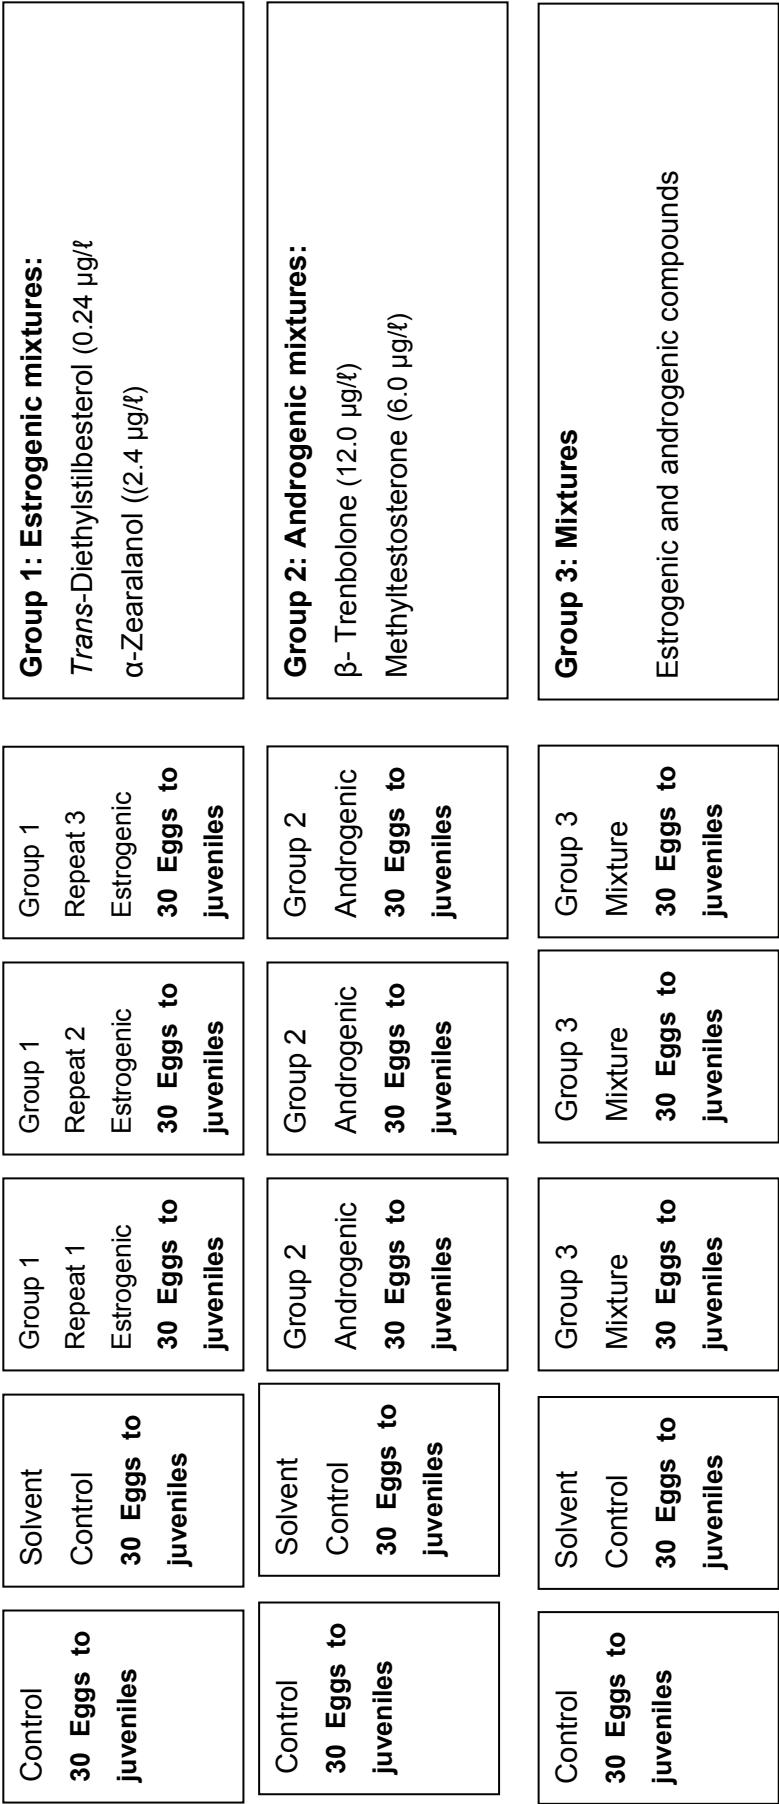 Control
30 Eggs to
juveniles
Solvent
Control
30 Eggs to
juveniles
Group 1
Repeat 1
Estrogenic
30 Eggs to
juveniles
Group 1
Repeat 2
Estrogenic
30 Eggs to
juveniles
Group 1
Repeat 3
Estrogenic
30 Eggs to
juveniles
Group 1: Estrogenic mixtures:
Trans-Diethylstilbesterol (0.24 µg/ℓ
α-Zearalanol ((2.4 µg/ℓ)
Control
30 Eggs to
juveniles
Solvent
Control
30 Eggs to
juveniles
Group 2
Androgenic
30 Eggs to
juveniles
Group 2
Androgenic
30 Eggs to
juveniles
Group 2
Androgenic
30 Eggs to
juveniles
Group 2: Androgenic mixtures:
β- Trenbolone (12.0 µg/ℓ)
Methyltestosterone (6.0 µg/ℓ)
Control
30 Eggs to
juveniles
Solvent
Control
30 Eggs to
juveniles
Group 3
Mixture
30 Eggs to
juveniles
Group 3
Mixture
30 Eggs to
juveniles
Group 3
Mixture
30 Eggs to
juveniles
Group 3: Mixtures
Estrogenic and androgenic compounds